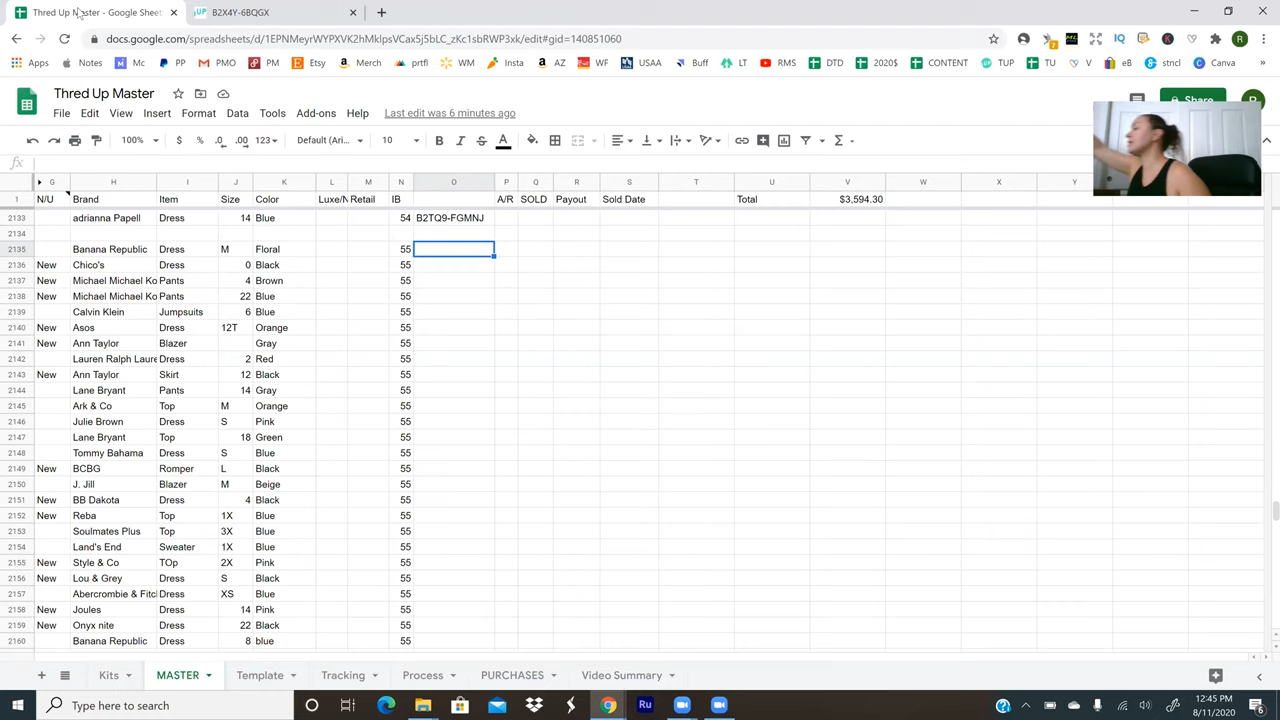 Thred Up Master - Google Sheet
UP B2X4Y-6BQGX
docs.google.com/spreadsheets/d/1EPNMeyrWYPXVK2hMklpsVCax5j5bLC_zKc1sbRWP3xk/edit#gid=140851060
Apps Notes Mc PP PMO PM Etsy Merch prtfl WM Insta AZ WF USAA Buff LT RMS DTD 2020$ CONTENT TUP TU V eB stncl Canva »
Thred Up Master
Share
File Edit View Insert Format Data Tools Add-ons Help Last edit was 6 minutes ago
100% $ % .0 .00 123 Default (Ari... 10 B I S A
fx
G H I J K L M N O P Q R S T U V W X Y
1 N/U Brand Item Size Color Luxe/N Retail IB A/R SOLD Payout Sold Date Total $3,594.30
2133 adrianna Papell Dress 14 Blue 54 B2TQ9-FGMNJ
2134
2135 Banana Republic Dress M Floral 55
2136 New Chico's Dress 0 Black 55
2137 New Michael Michael Ko Pants 4 Brown 55
2138 New Michael Michael Ko Pants 22 Blue 55
2139 Calvin Klein Jumpsuits 6 Blue 55
2140 New Asos Dress 12T Orange 55
2141 New Ann Taylor Blazer Gray 55
2142 Lauren Ralph Laure Dress 2 Red 55
2143 New Ann Taylor Skirt 12 Black 55
2144 Lane Bryant Pants 14 Gray 55
2145 Ark & Co Top M Orange 55
2146 Julie Brown Dress S Pink 55
2147 Lane Bryant Top 18 Green 55
2148 Tommy Bahama Dress S Blue 55
2149 New BCBG Romper L Black 55
2150 J. Jill Blazer M Beige 55
2151 New BB Dakota Dress 4 Black 55
2152 New Reba Top 1X Blue 55
2153 Soulmates Plus Top 3X Blue 55
2154 Land's End Sweater 1X Blue 55
2155 New Style & Co TOp 2X Pink 55
2156 New Lou & Grey Dress S Black 55
2157 Abercrombie & Fitc Dress XS Blue 55
2158 New Joules Dress 14 Pink 55
2159 New Onyx nite Dress 22 Black 55
2160 Banana Republic Dress 8 blue 55
Kits MASTER Template Tracking Process PURCHASES Video Summary
Type here to search
Ru
12:45 PM
8/11/2020
6